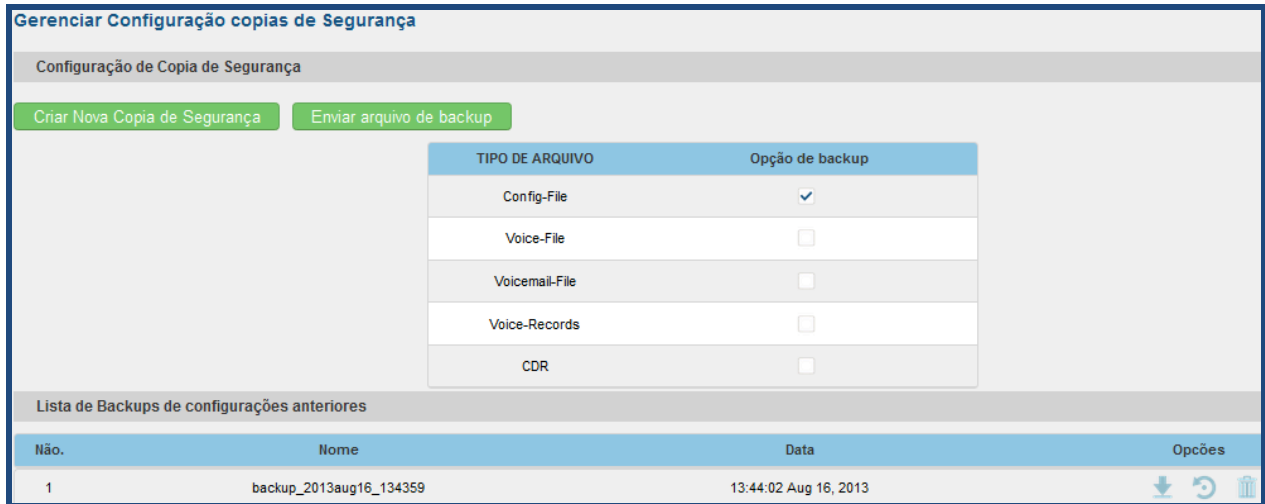 Gerenciar Configuração copias de Segurança
Configuração de Copia de Segurança
Criar Nova Copia de Segurança Enviar arquivo de backup
TIPO DE ARQUIVO Opção de backup
Config-File
Voice-File
Voicemail-File
Voice-Records
CDR
Lista de Backups de configurações anteriores
Não. Nome Data Opcões
1 backup_2013aug16_134359 13:44:02 Aug 16, 2013